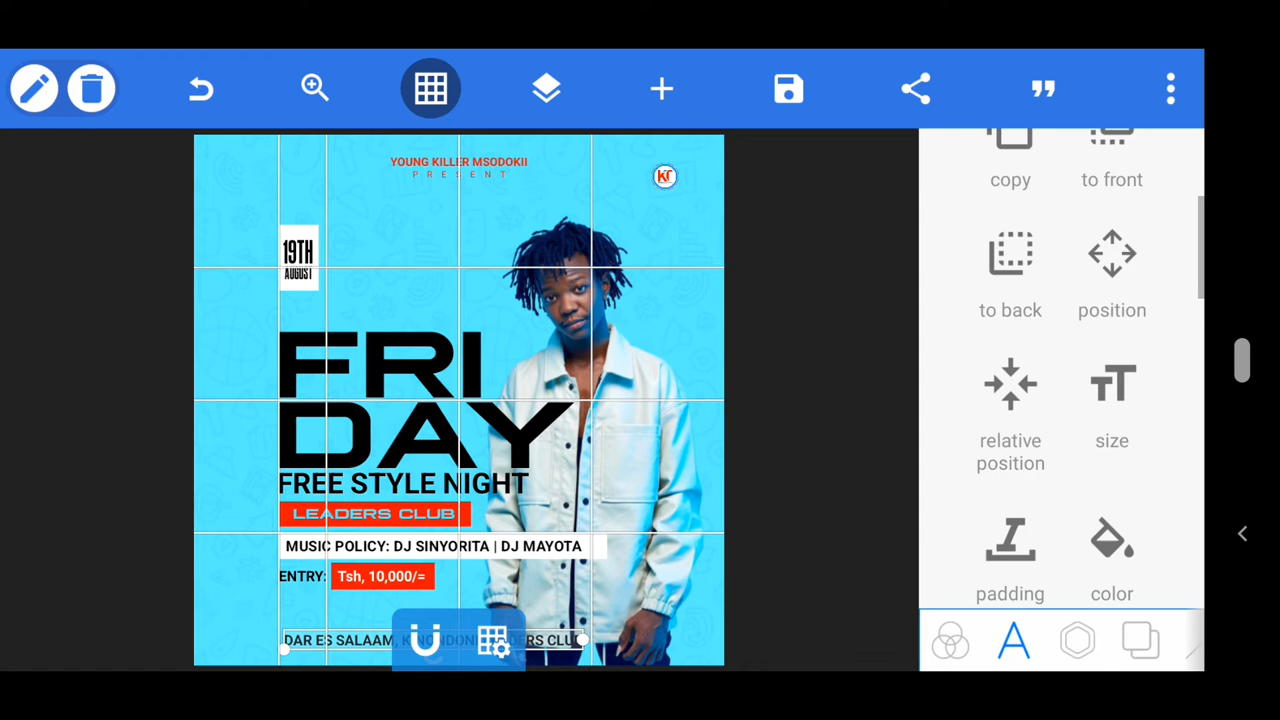 YOUNG KILLER MSODOKII
PRESENT
KT
19TH
AUGUST
FRI
DAY
FREE STYLE NIGHT
LEADERS CLUB
MUSIC POLICY: DJ SINYORITA | DJ MAYOTA
ENTRY: Tsh, 10,000/=
DAR ES SALAAM,
copy
to front
to back
position
relative
position
size
padding
color